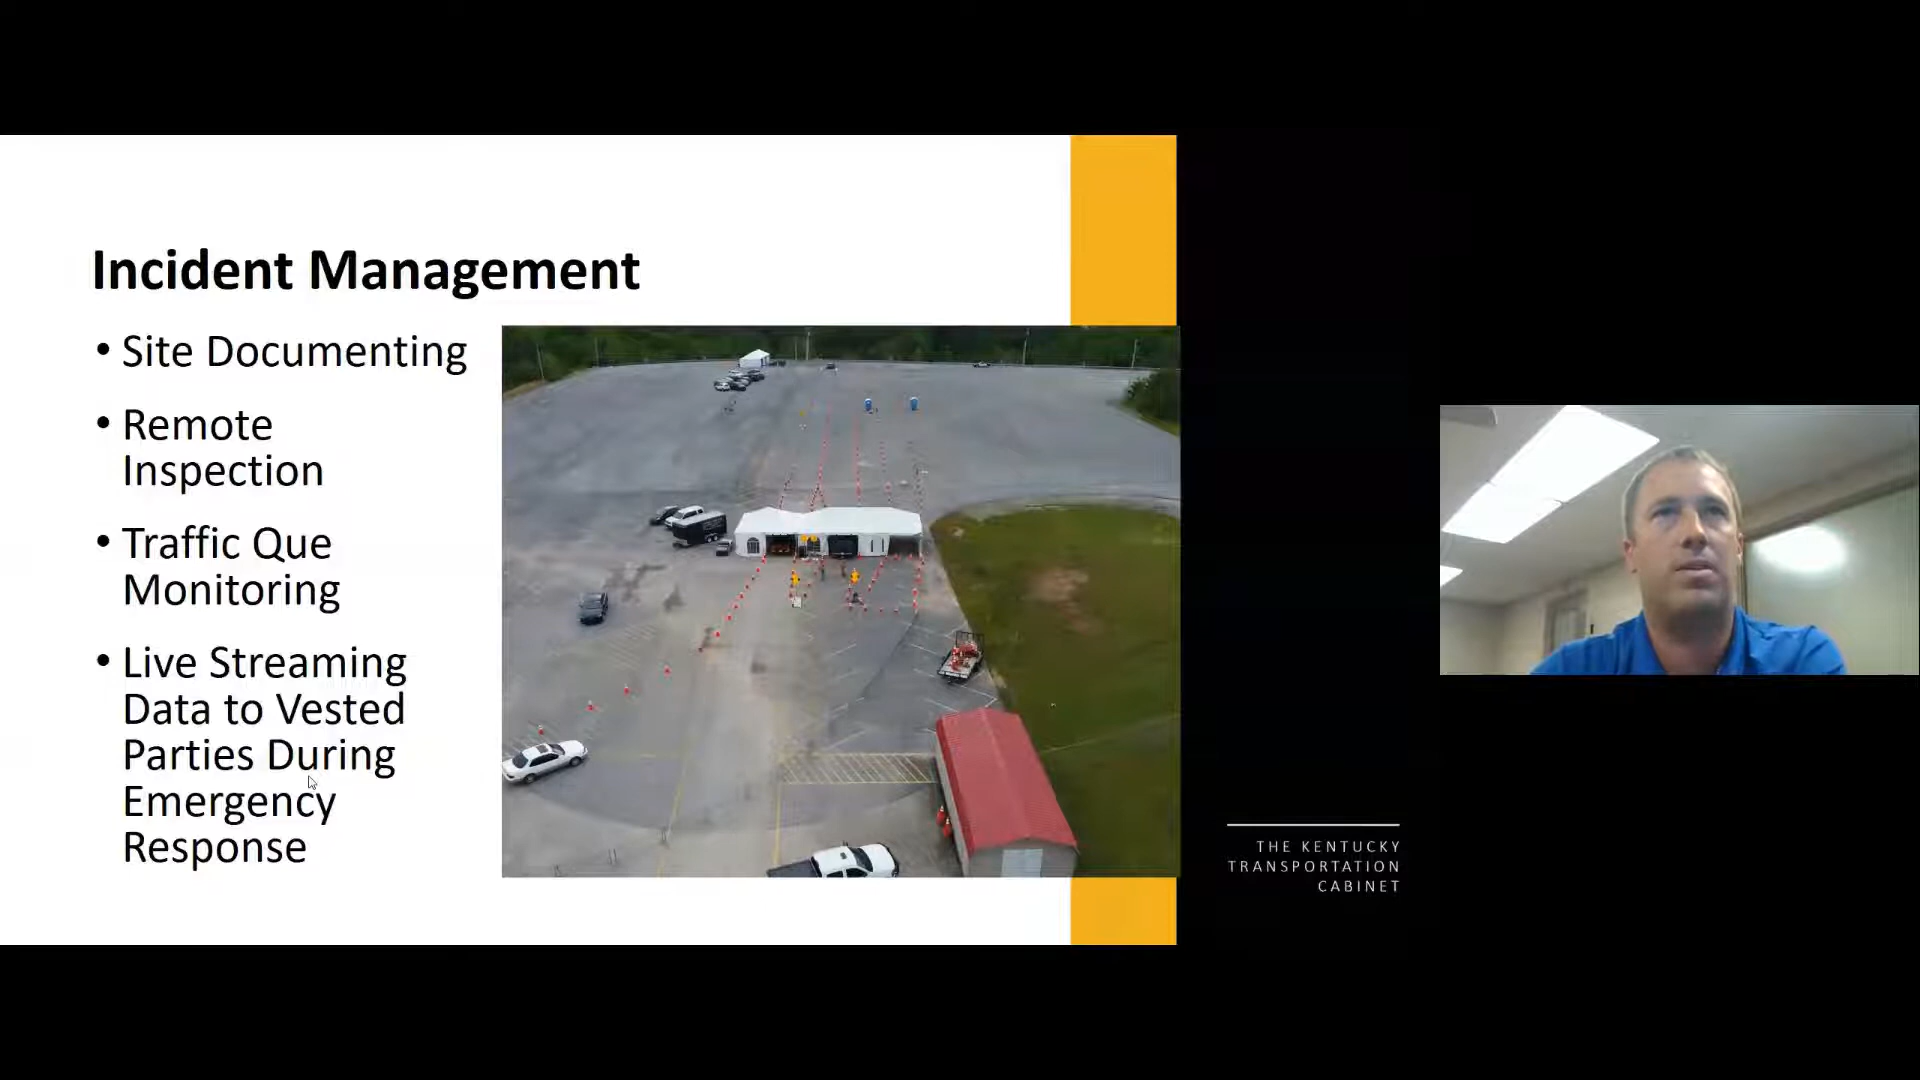 Incident Management
• Site Documenting
• Remote
Inspection
• Traffic Que
Monitoring
• Live Streaming
Data to Vested
Parties During
Emergency
Response
THE KENTUCKY
TRANSPORTATION
CABINET